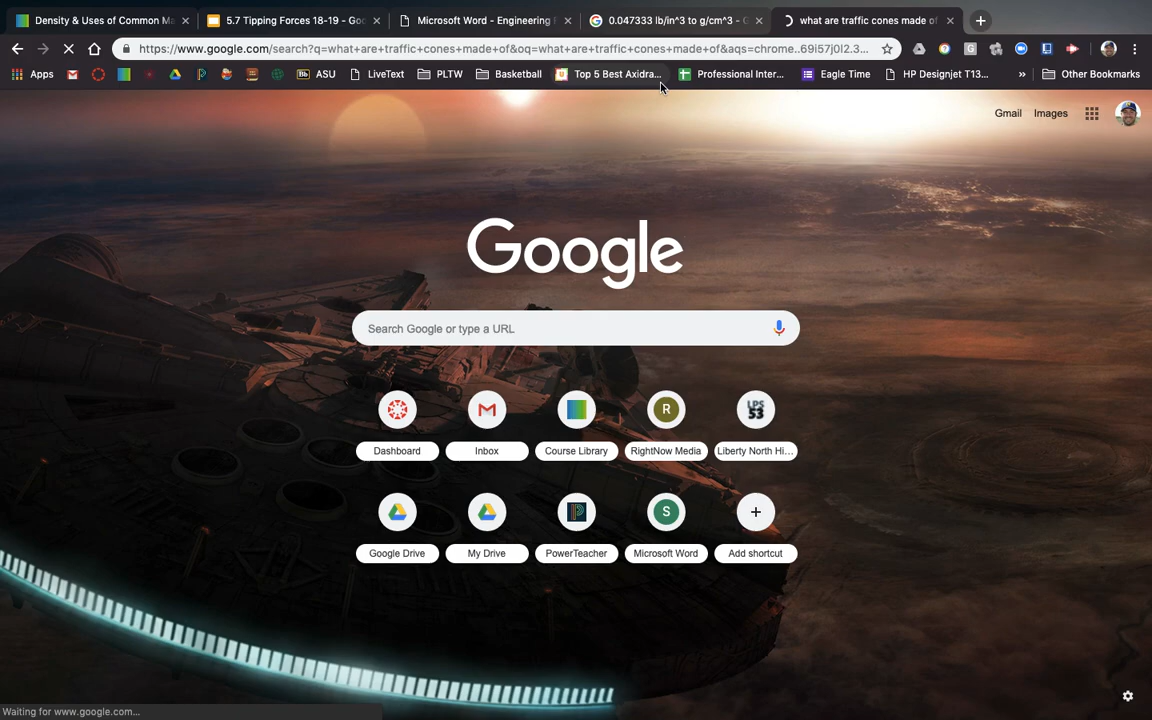 Density & Uses of Common Ma
5.7 Tipping Forces 18-19 - Goo
Microsoft Word - Engineering F
0.047333 lb/in^3 to g/cm^3 - G
what are traffic cones made of
https://www.google.com/search?q=what+are+traffic+cones+made+of&oq=what+are+traffic+cones+made+of&aqs=chrome..69i57j0l2.3...
Apps
Bb
ASU
LiveText
PLTW
Basketball
Top 5 Best Axidra...
Professional Inter...
Eagle Time
HP Designjet T13...
»
Other Bookmarks
Gmail
Images
Google
Search Google or type a URL
R
LPS
53
Dashboard
Inbox
Course Library
RightNow Media
Liberty North Hi...
S
Google Drive
My Drive
PowerTeacher
Microsoft Word
Add shortcut
Waiting for www.google.com...